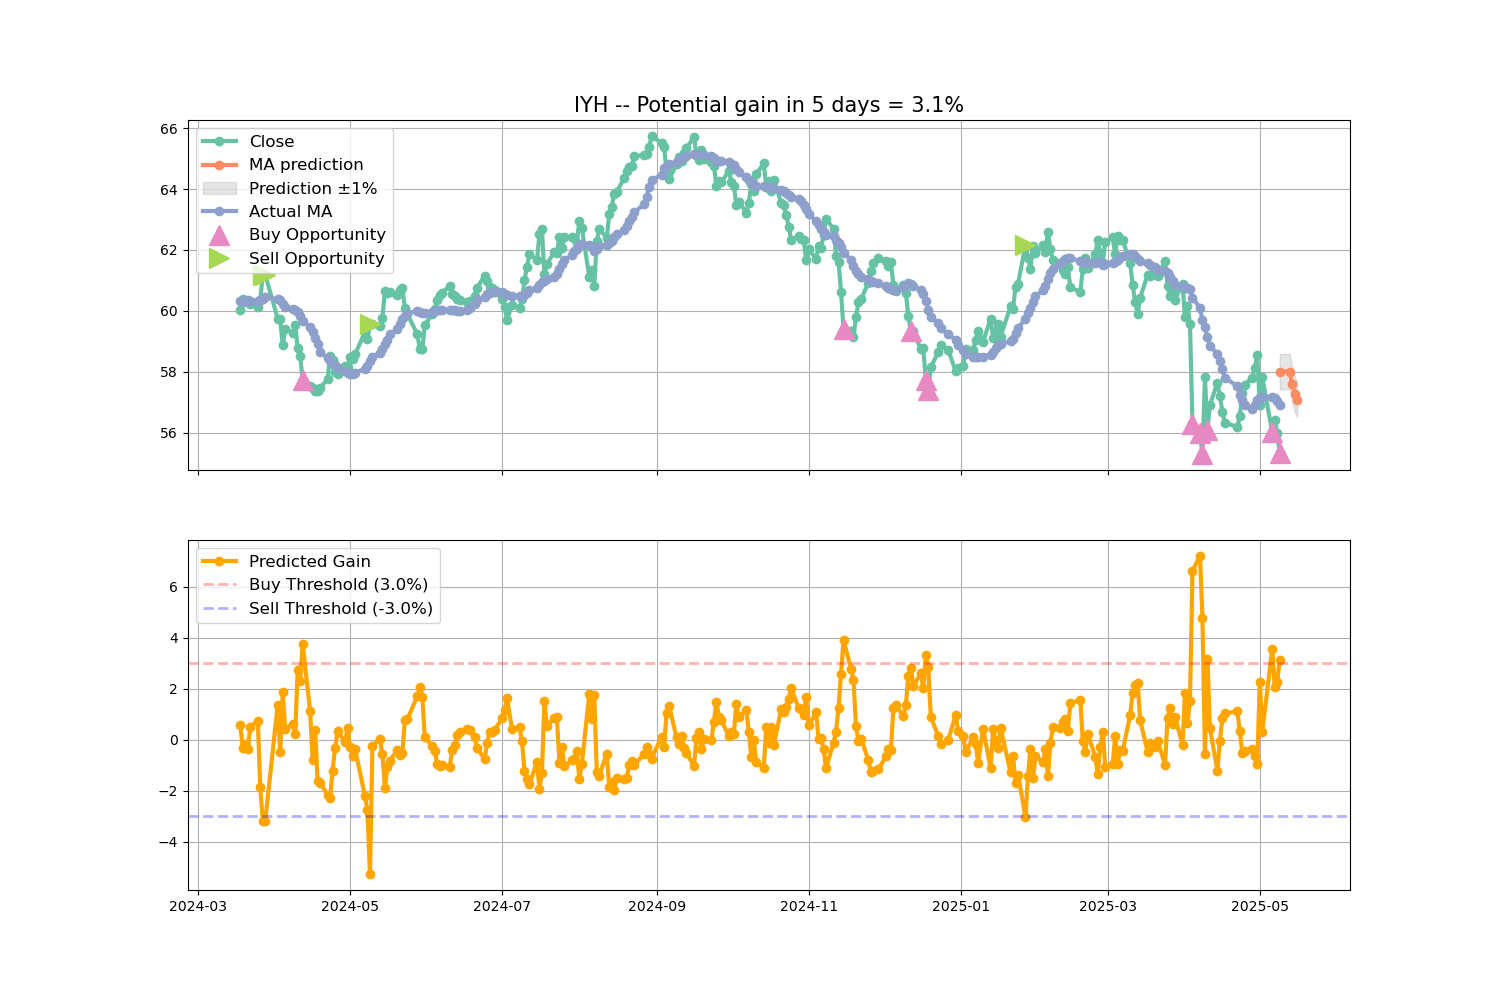 IYH -- Potential gain in 5 days = 3.1%
66
64
62
60
58
56
Close
MA prediction
Prediction ±1%
Actual MA
Buy Opportunity
Sell Opportunity
6
4
2
0
−2
−4
Predicted Gain
Buy Threshold (3.0%)
Sell Threshold (-3.0%)
2024-03
2024-05
2024-07
2024-09
2024-11
2025-01
2025-03
2025-05